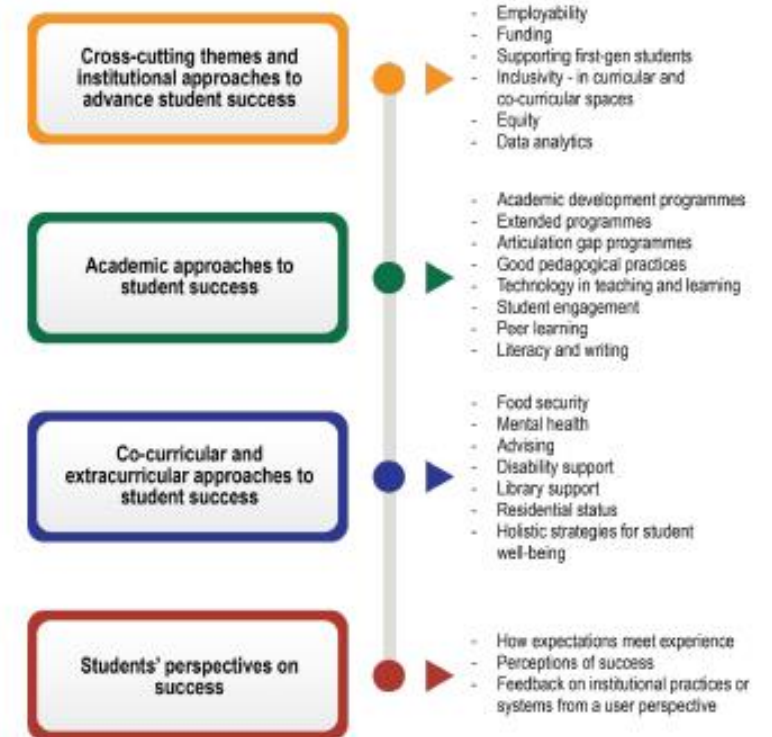 Cross-cutting themes and
institutional approaches to
advance student success
- Employability
- Funding
- Supporting first-gen students
- Inclusivity - in curricular and
co-curricular spaces
- Equity
- Data analytics
Academic approaches to
student success
- Academic development programmes
- Extended programmes
- Articulation gap programmes
- Good pedagogical practices
- Technology in teaching and learning
- Student engagement
- Peer learning
- Literacy and writing
Co-curricular and
extracurricular approaches to
student success
- Food security
- Mental health
- Advising
- Disability support
- Library support
- Residential status
- Holistic strategies for student
well-being
Students' perspectives on
success
- How expectations meet experience
- Perceptions of success
- Feedback on institutional practices or
systems from a user perspective